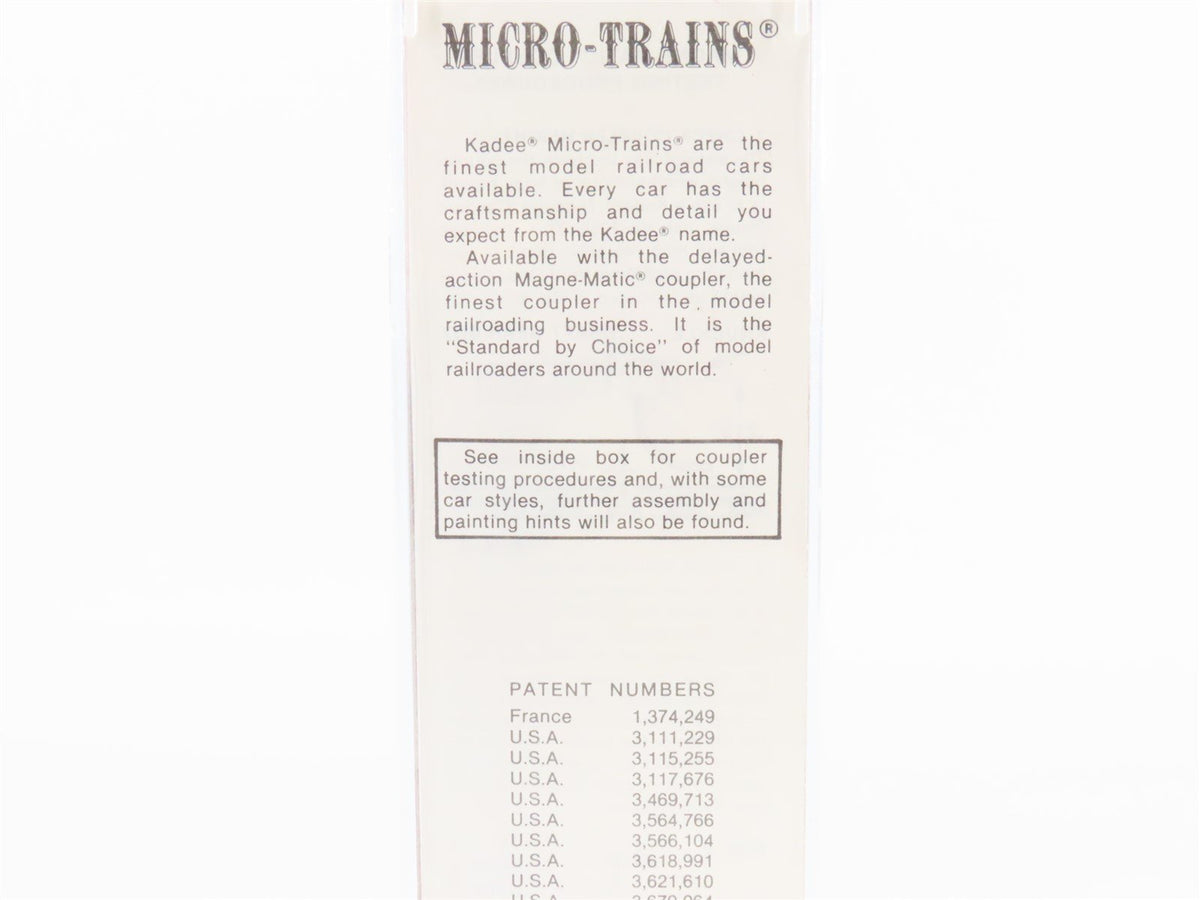 MICRO-TRAINS®
Kadee® Micro-Trains® are the
finest model railroad cars
available. Every car has the
craftsmanship and detail you
expect from the Kadee® name.
Available with the delayed-
action Magne-Matic® coupler, the
finest coupler in the model
railroading business. It is the
"Standard by Choice" of model
railroaders around the world.
See inside box for coupler
testing procedures and, with some
car styles, further assembly and
painting hints will also be found.
PATENT NUMBERS
France 1,374,249
U.S.A. 3,111,229
U.S.A. 3,115,255
U.S.A. 3,117,676
U.S.A. 3,469,713
U.S.A. 3,564,766
U.S.A. 3,566,104
U.S.A. 3,618,991
U.S.A. 3,621,610
U.S.A.